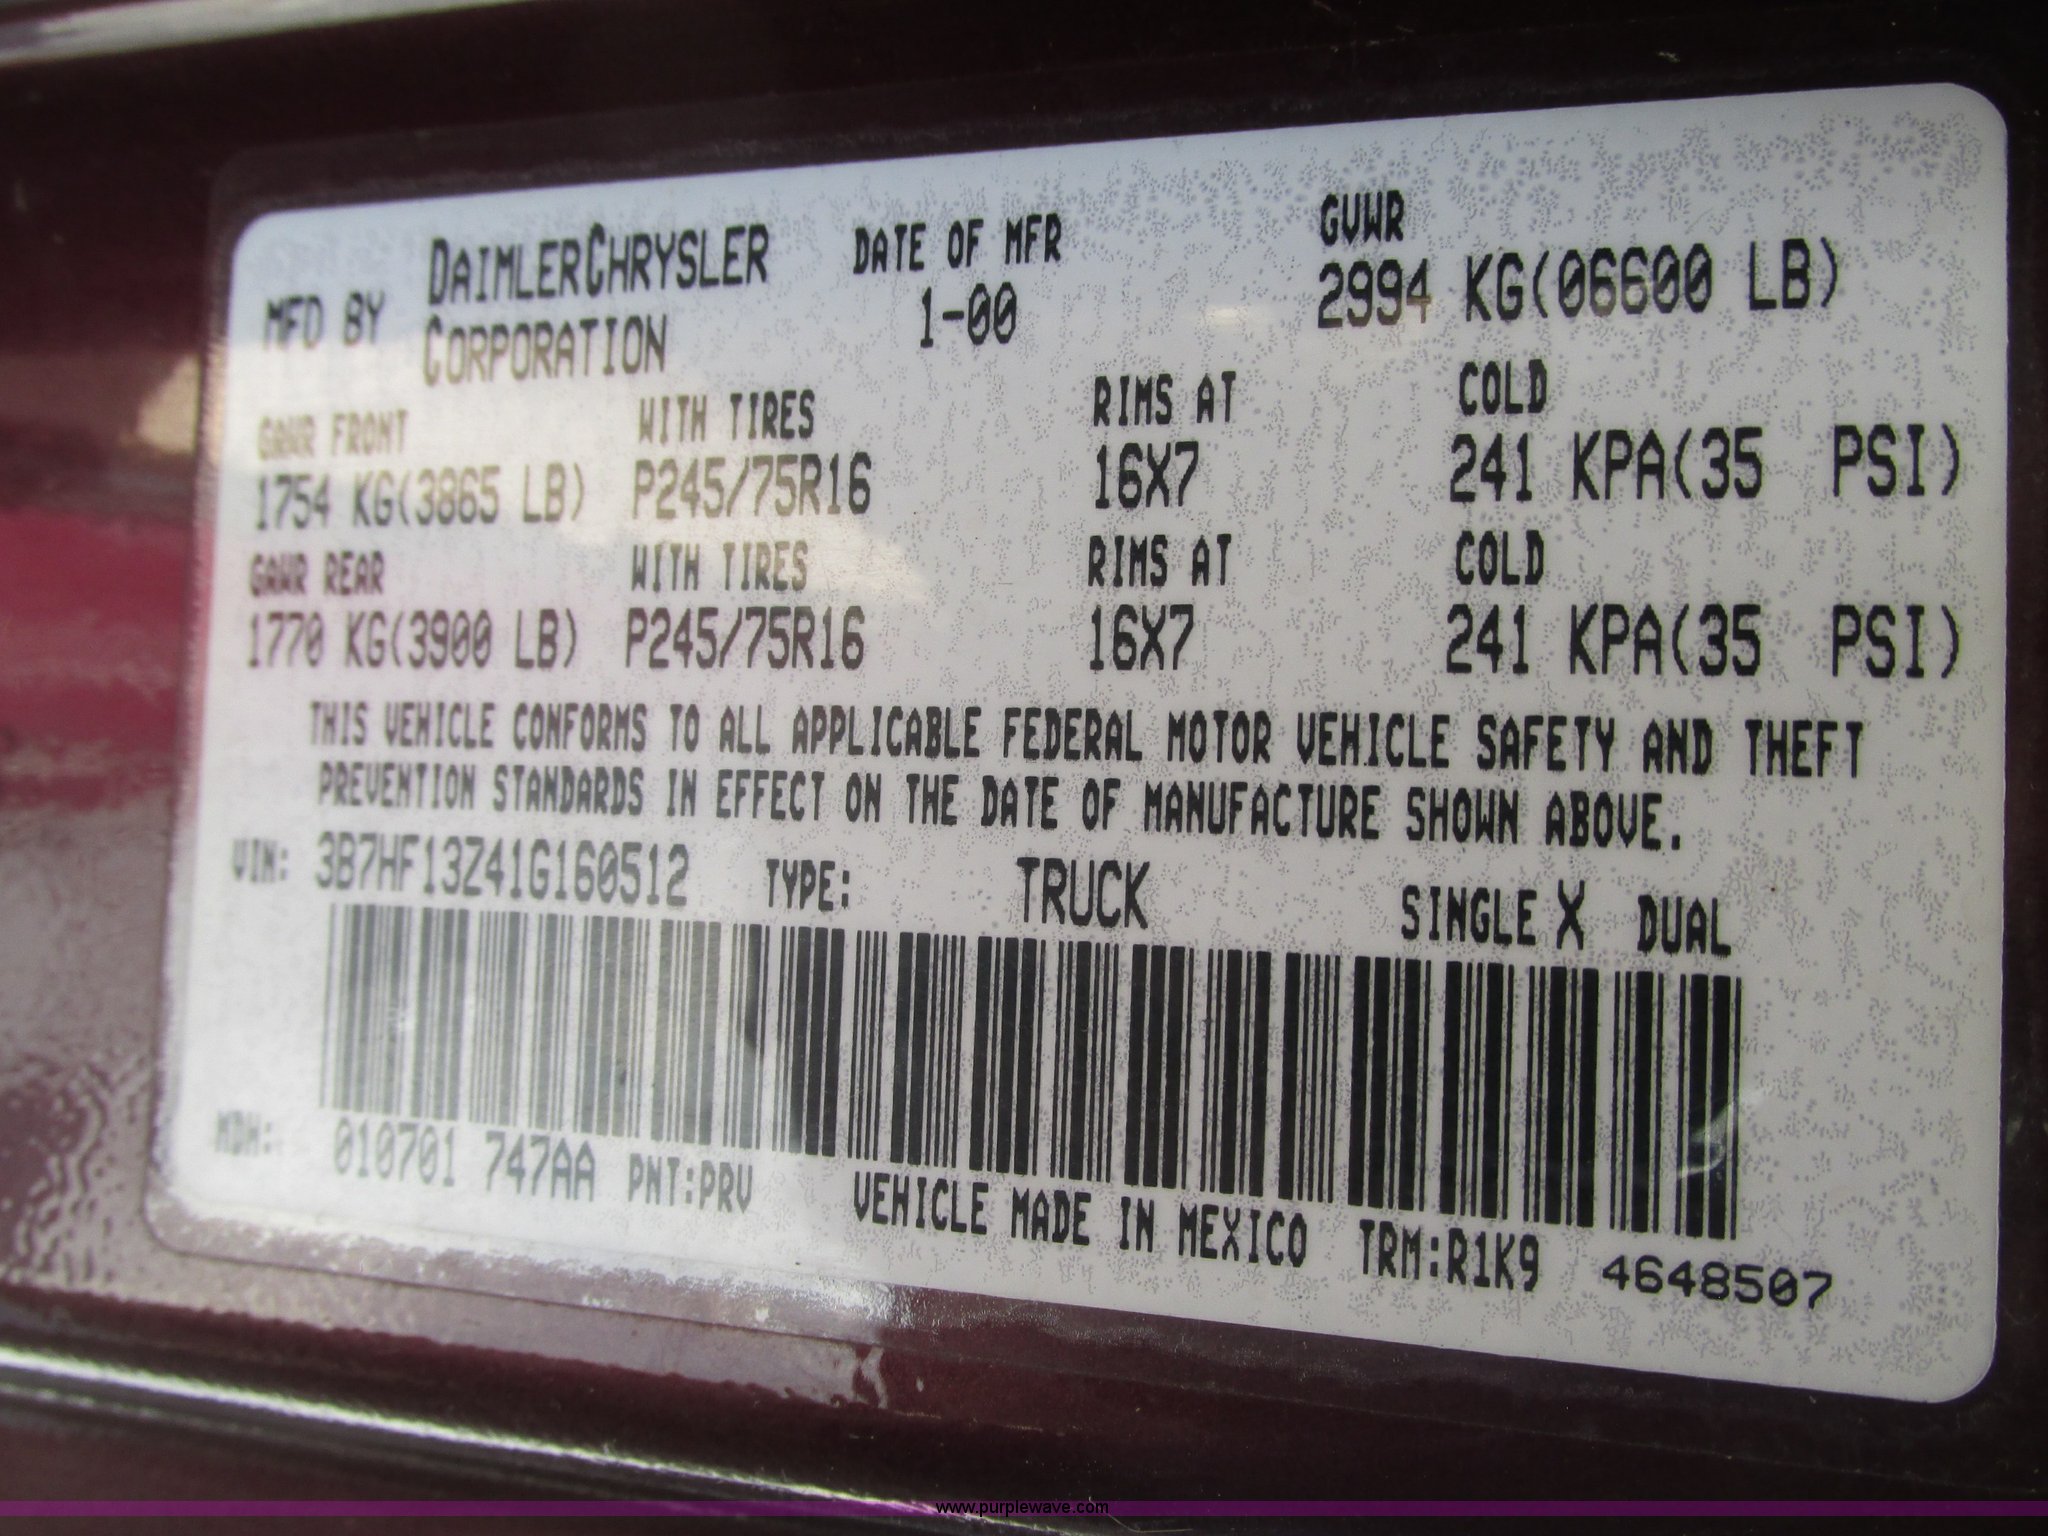 MFD BY DAIMLERCHRYSLER CORPORATION
DATE OF MFR
1-00
GVWR
2994 KG(06600 LB)
GAWR FRONT WITH TIRES RIMS AT COLD
1754 KG(3865 LB) P245/75R16 16X7 241 KPA(35 PSI)
GAWR REAR WITH TIRES RIMS AT COLD
1770 KG(3900 LB) P245/75R16 16X7 241 KPA(35 PSI)
THIS VEHICLE CONFORMS TO ALL APPLICABLE FEDERAL MOTOR VEHICLE SAFETY AND THEFT
PREVENTION STANDARDS IN EFFECT ON THE DATE OF MANUFACTURE SHOWN ABOVE.
VIN: 3B7HF13Z41G160512 TYPE: TRUCK SINGLE X DUAL
MDH: 010701 747AA PNT:PRV VEHICLE MADE IN MEXICO TRM:R1K9 4648507
www.purplewave.com